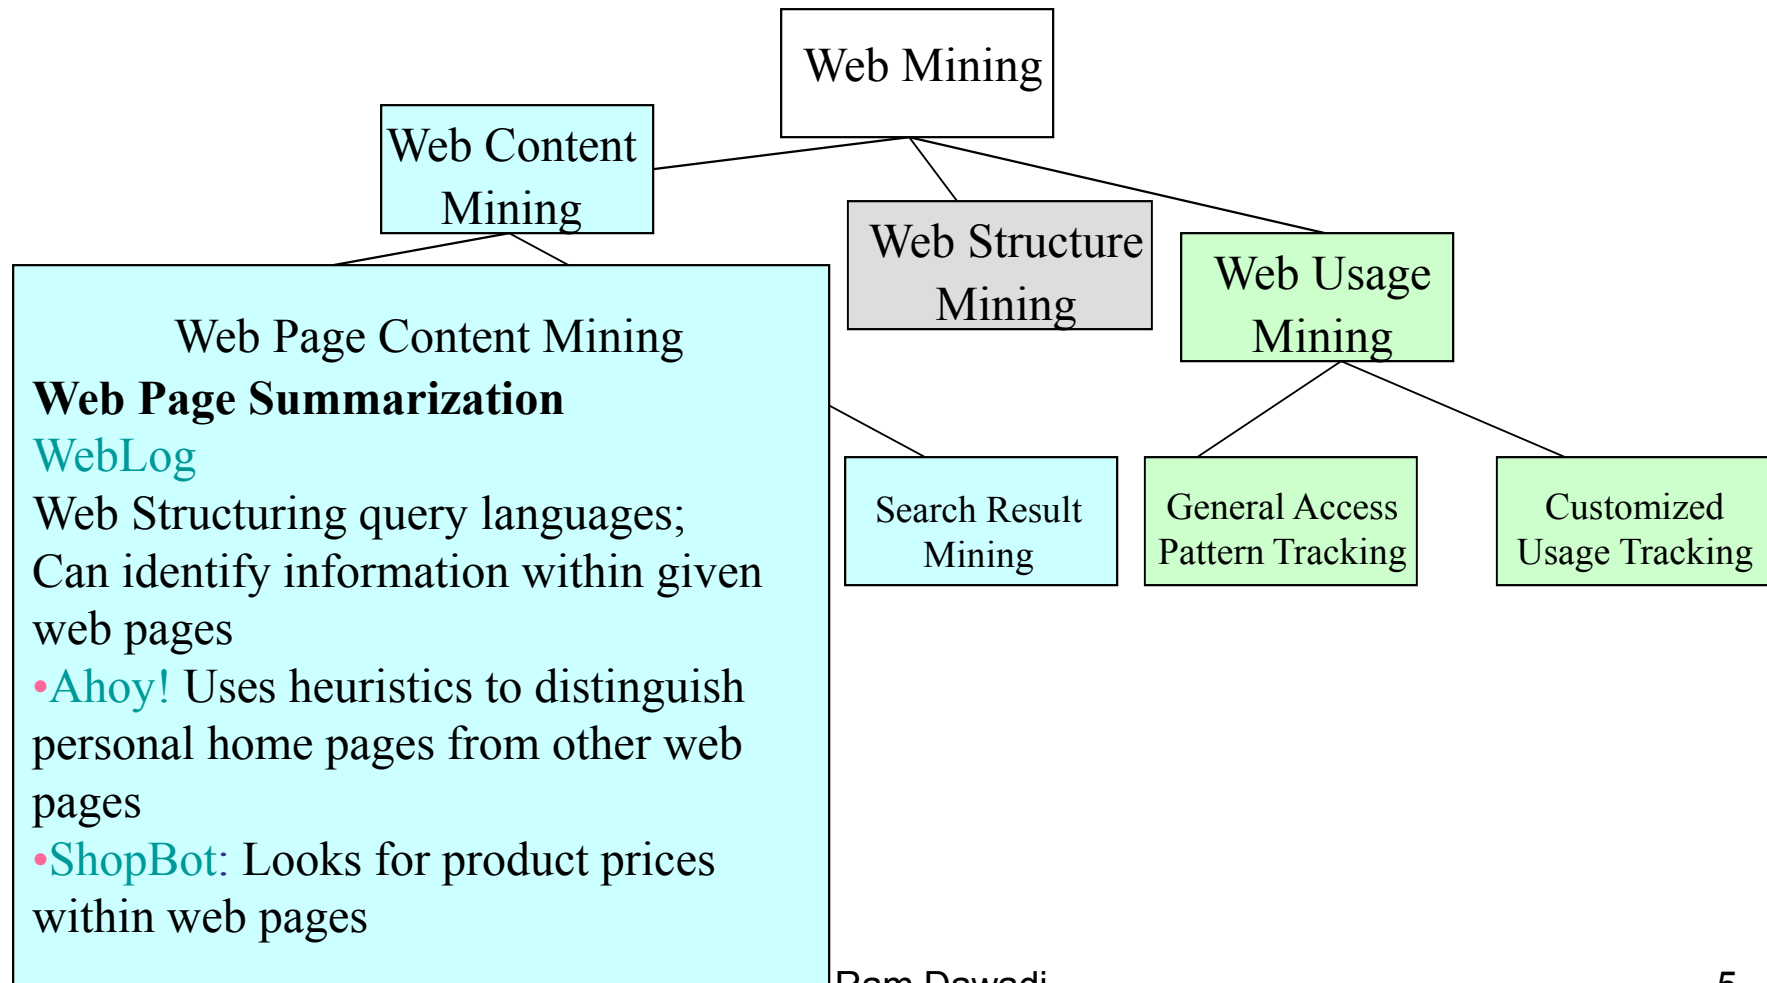 Web Mining
Web Content
Mining
Web Structure
Mining
Web Usage
Mining
Web Page Content Mining
Web Page Summarization
WebLog
Web Structuring query languages;
Can identify information within given
web pages
•Ahoy! Uses heuristics to distinguish
personal home pages from other web
pages
•ShopBot: Looks for product prices
within web pages
Search Result
Mining
General Access
Pattern Tracking
Customized
Usage Tracking
Ram Dawadi
5